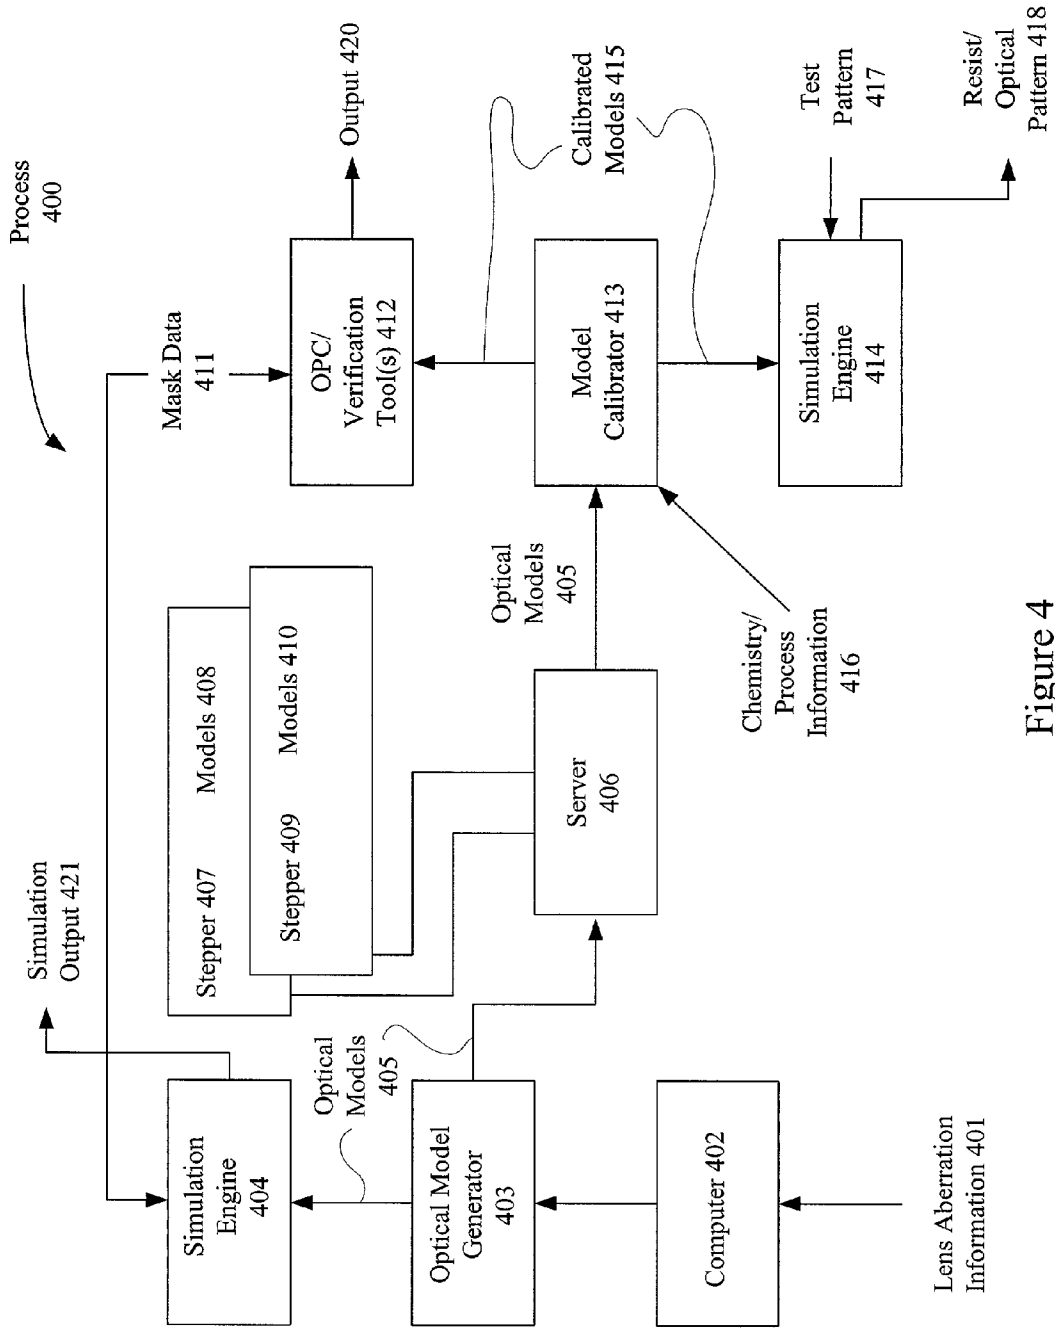 Process
400
Simulation
Output 421
Mask Data
411
Output 420
Simulation
Engine
404
Stepper 407
Models 408
Stepper 409
Models 410
OPC/
Verification
Tool(s) 412
Optical
Models
405
Calibrated
Models 415
Optical Model
Generator
403
Server
406
Optical
Models
405
Model
Calibrator 413
Computer 402
Chemistry/
Process
Information
416
Simulation
Engine
414
Test
Pattern
417
Lens Aberration
Information 401
Resist/
Optical
Pattern 418
Figure 4